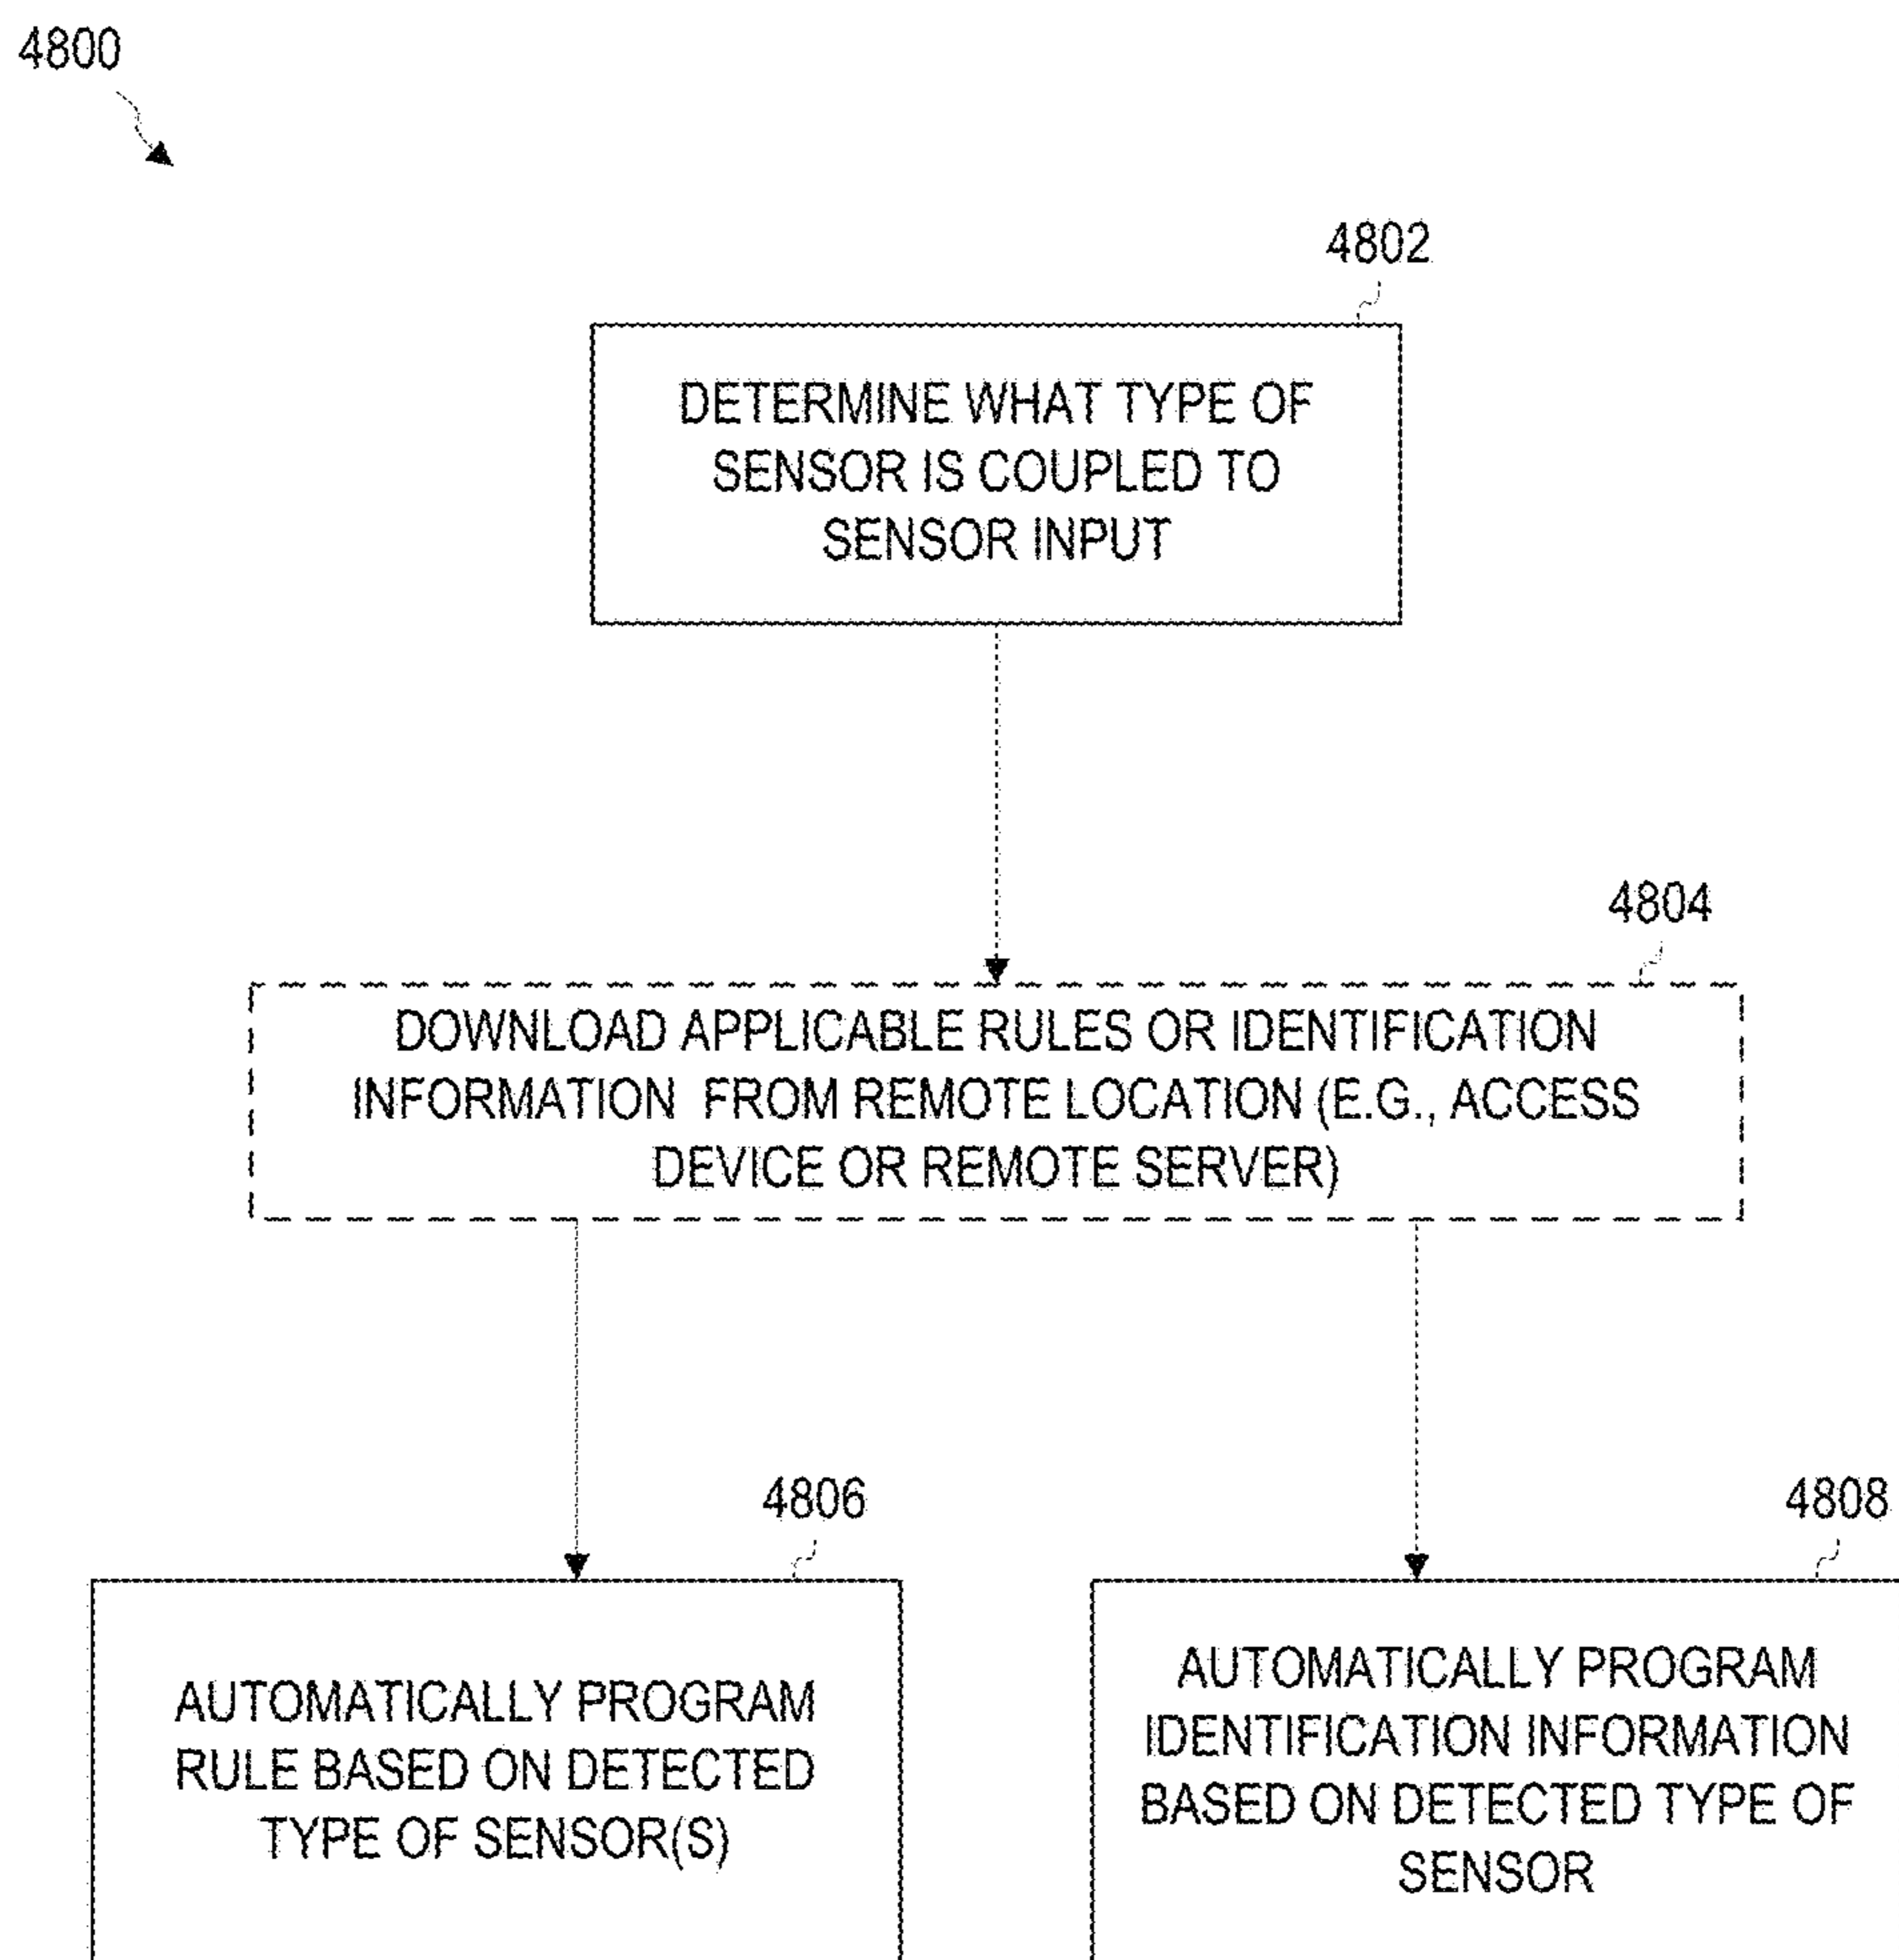 4800
4802
DETERMINE WHAT TYPE OF
SENSOR IS COUPLED TO
SENSOR INPUT
4804
DOWNLOAD APPLICABLE RULES OR IDENTIFICATION
INFORMATION FROM REMOTE LOCATION (E.G., ACCESS
DEVICE OR REMOTE SERVER)
4806
AUTOMATICALLY PROGRAM
RULE BASED ON DETECTED
TYPE OF SENSOR(S)
4808
AUTOMATICALLY PROGRAM
IDENTIFICATION INFORMATION
BASED ON DETECTED TYPE OF
SENSOR